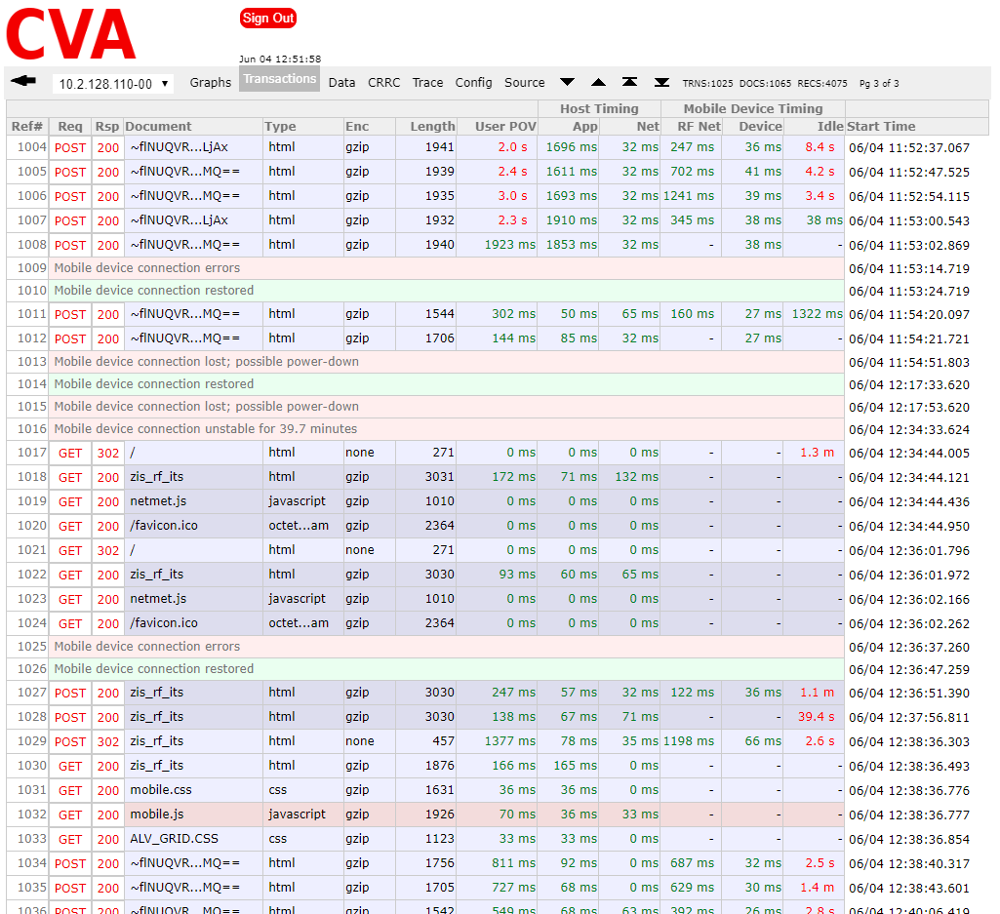 CVA
Sign Out
Jun 04 12:51:58
10.2.128.110-00 Graphs Transactions Data CRRC Trace Config Source TRNS:1025 DOCS:1065 RECS:4075 Pg 3 of 3
Host Timing Mobile Device Timing
Ref# Req Rsp Document Type Enc Length User POV App Net RF Net Device Idle Start Time
1004 POST 200 ~flNUQVR...LjAx html gzip 1941 2.0 s 1696 ms 32 ms 247 ms 36 ms 8.4 s 06/04 11:52:37.067
1005 POST 200 ~flNUQVR...MQ== html gzip 1939 2.4 s 1611 ms 32 ms 702 ms 41 ms 4.2 s 06/04 11:52:47.525
1006 POST 200 ~flNUQVR...MQ== html gzip 1935 3.0 s 1693 ms 32 ms 1241 ms 39 ms 3.4 s 06/04 11:52:54.115
1007 POST 200 ~flNUQVR...LjAx html gzip 1932 2.3 s 1910 ms 32 ms 345 ms 38 ms 38 ms 06/04 11:53:00.543
1008 POST 200 ~flNUQVR...MQ== html gzip 1940 1923 ms 1853 ms 32 ms - 38 ms - 06/04 11:53:02.869
1009 Mobile device connection errors 06/04 11:53:14.719
1010 Mobile device connection restored 06/04 11:53:24.719
1011 POST 200 ~flNUQVR...MQ== html gzip 1544 302 ms 50 ms 65 ms 160 ms 27 ms 1322 ms 06/04 11:54:20.097
1012 POST 200 ~flNUQVR...MQ== html gzip 1706 144 ms 85 ms 32 ms - 27 ms - 06/04 11:54:21.721
1013 Mobile device connection lost; possible power-down 06/04 11:54:51.803
1014 Mobile device connection restored 06/04 12:17:33.620
1015 Mobile device connection lost; possible power-down 06/04 12:17:53.620
1016 Mobile device connection unstable for 39.7 minutes 06/04 12:34:33.624
1017 GET 302 / html none 271 0 ms 0 ms 0 ms - - 1.3 m 06/04 12:34:44.005
1018 GET 200 zis_rf_its html gzip 3031 172 ms 71 ms 132 ms - - - 06/04 12:34:44.121
1019 GET 200 netmet.js javascript gzip 1010 0 ms 0 ms 0 ms - - - 06/04 12:34:44.436
1020 GET 200 /favicon.ico octet...am gzip 2364 0 ms 0 ms 0 ms - - - 06/04 12:34:44.950
1021 GET 302 / html none 271 0 ms 0 ms 0 ms - - - 06/04 12:36:01.796
1022 GET 200 zis_rf_its html gzip 3030 93 ms 60 ms 65 ms - - - 06/04 12:36:01.972
1023 GET 200 netmet.js javascript gzip 1010 0 ms 0 ms 0 ms - - - 06/04 12:36:02.166
1024 GET 200 /favicon.ico octet...am gzip 2364 0 ms 0 ms 0 ms - - - 06/04 12:36:02.262
1025 Mobile device connection errors 06/04 12:36:37.260
1026 Mobile device connection restored 06/04 12:36:47.259
1027 POST 200 zis_rf_its html gzip 3030 247 ms 57 ms 32 ms 122 ms 36 ms 1.1 m 06/04 12:36:51.390
1028 POST 200 zis_rf_its html gzip 3030 138 ms 67 ms 71 ms - - 39.4 s 06/04 12:37:56.811
1029 POST 302 zis_rf_its html none 457 1377 ms 78 ms 35 ms 1198 ms 66 ms 2.6 s 06/04 12:38:36.303
1030 GET 200 zis_rf_its html gzip 1876 166 ms 165 ms 0 ms - - - 06/04 12:38:36.493
1031 GET 200 mobile.css css gzip 1631 36 ms 36 ms 0 ms - - - 06/04 12:38:36.776
1032 GET 200 mobile.js javascript gzip 1926 70 ms 36 ms 33 ms - - - 06/04 12:38:36.777
1033 GET 200 ALV_GRID.CSS css gzip 1123 33 ms 33 ms 0 ms - - - 06/04 12:38:36.854
1034 POST 200 ~flNUQVR...MQ== html gzip 1756 811 ms 92 ms 0 ms 687 ms 32 ms 2.5 s 06/04 12:38:40.317
1035 POST 200 ~flNUQVR...MQ== html gzip 1705 727 ms 68 ms 0 ms 629 ms 30 ms 1.4 m 06/04 12:38:43.601
1036 POST 200 ~flNUQVR...MQ== html gzip 1542 549 ms 68 ms 63 ms 392 ms 26 ms 2.8 s 06/04 12:40:06.419